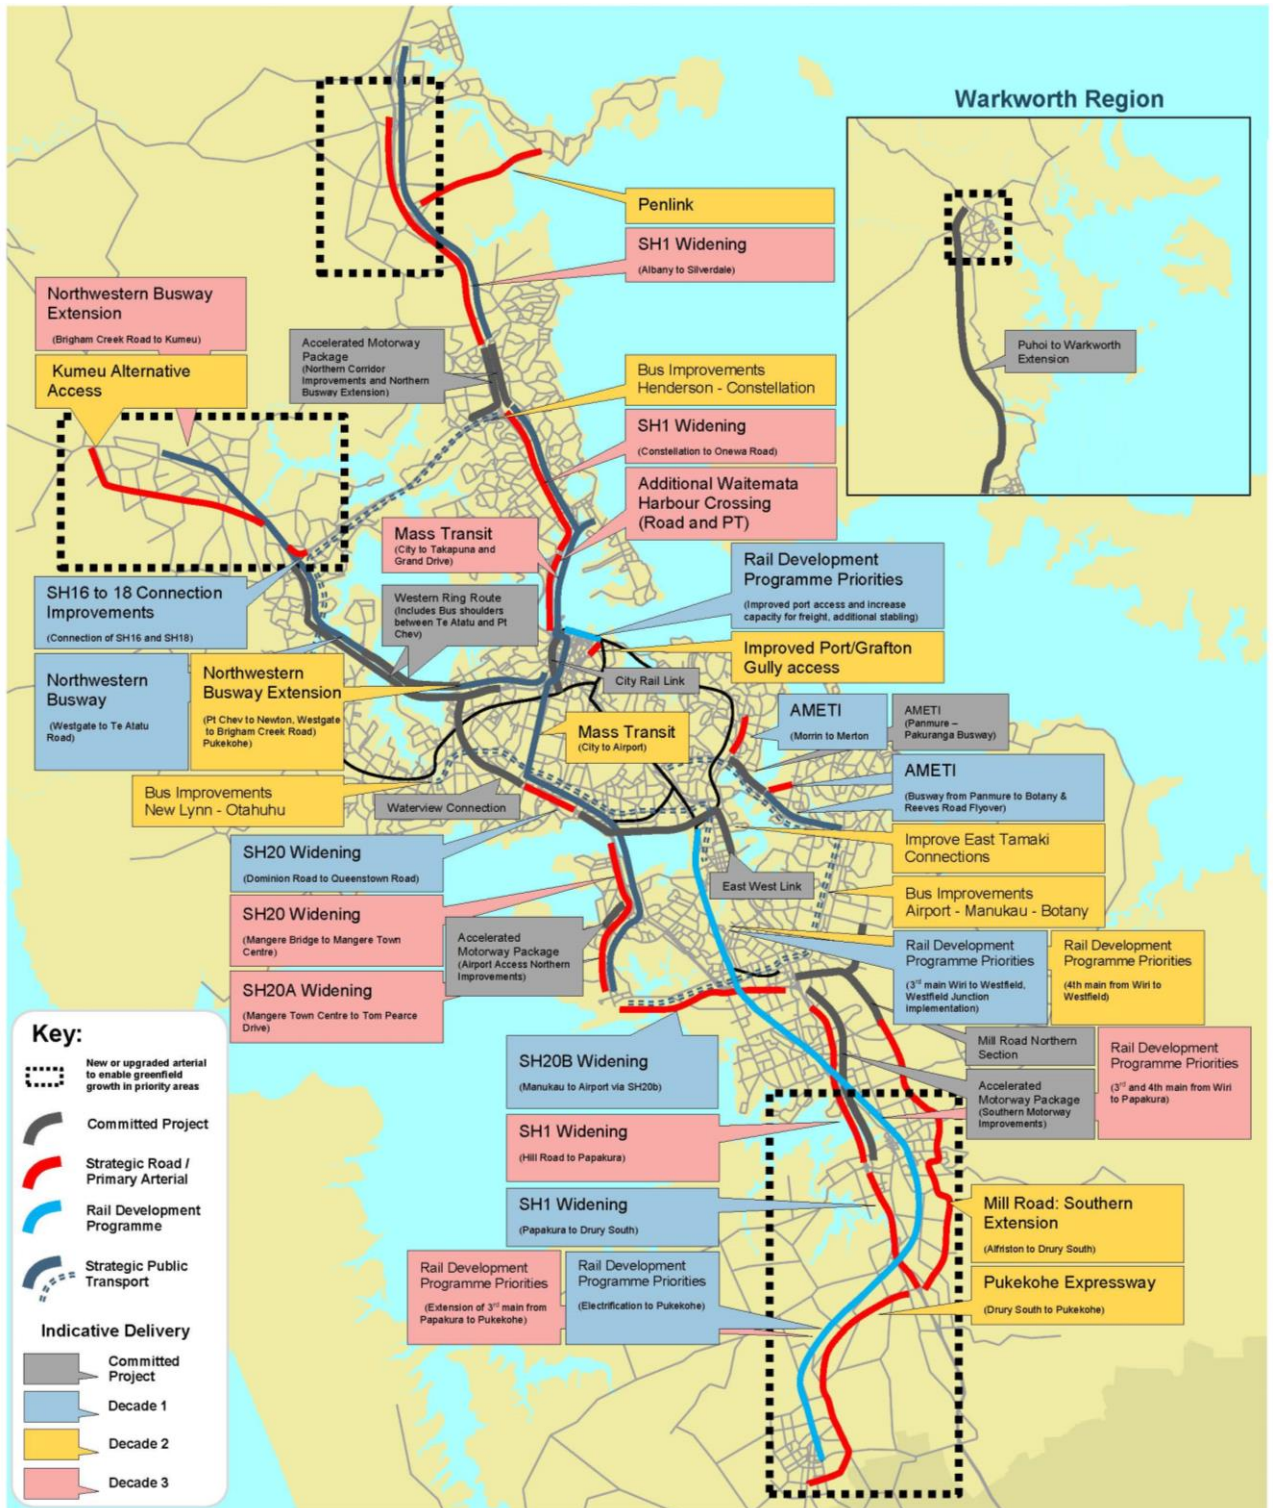 Warkworth Region
Puhoi to Warkworth
Extension
Penlink
SH1 Widening
(Albany to Silverdale)
Northwestern Busway
Extension
(Brigham Creek Road to Kumeu)
Kumeu Alternative
Access
Accelerated Motorway
Package
(Northern Corridor
Improvements and Northern
Busway Extension)
Bus Improvements
Henderson - Constellation
SH1 Widening
(Constellation to Onewa Road)
Additional Waitemata
Harbour Crossing
(Road and PT)
Mass Transit
(City to Takapuna and
Grand Drive)
Rail Development
Programme Priorities
(Improved port access and increase
capacity for freight, additional stabling)
SH16 to 18 Connection
Improvements
(Connection of SH16 and SH18)
Western Ring Route
(Includes Bus shoulders
between Te Atatu and Pt
Chev)
Improved Port/Grafton
Gully access
Northwestern
Busway
(Westgate to Te Atatu
Road)
Northwestern
Busway Extension
(Pt Chev to Newton, Westgate
to Brigham Creek Road)
Pukekohe)
City Rail Link
Mass Transit
(City to Airport)
AMETI
(Morrin to Merton)
AMETI
(Panmure –
Pakuranga Busway)
AMETI
(Busway from Panmure to Botany &
Reeves Road Flyover)
Bus Improvements
New Lynn - Otahuhu
Waterview Connection
Improve East Tamaki
Connections
SH20 Widening
(Dominion Road to Queenstown Road)
East West Link
Bus Improvements
Airport - Manukau - Botany
SH20 Widening
(Mangere Bridge to Mangere Town
Centre)
Accelerated
Motorway Package
(Airport Access Northern
Improvements)
Rail Development
Programme Priorities
(3rd main Wiri to Westfield,
Westfield Junction
implementation)
Rail Development
Programme Priorities
(4th main from Wiri to
Westfield)
SH20A Widening
(Mangere Town Centre to Tom Pearce
Drive)
Mill Road Northern
Section
Rail Development
Programme Priorities
(3rd and 4th main from Wiri
to Papakura)
SH20B Widening
(Manukau to Airport via SH20b)
Accelerated
Motorway Package
(Southern Motorway
Improvements)
SH1 Widening
(Hill Road to Papakura)
SH1 Widening
(Papakura to Drury South)
Mill Road: Southern
Extension
(Alfriston to Drury South)
Rail Development
Programme Priorities
(Extension of 3rd main from
Papakura to Pukekohe)
Rail Development
Programme Priorities
(Electrification to Pukekohe)
Pukekohe Expressway
(Drury South to Pukekohe)
Key:
New or upgraded arterial
to enable greenfield
growth in priority areas
Committed Project
Strategic Road /
Primary Arterial
Rail Development
Programme
Strategic Public
Transport
Indicative Delivery
Committed
Project
Decade 1
Decade 2
Decade 3